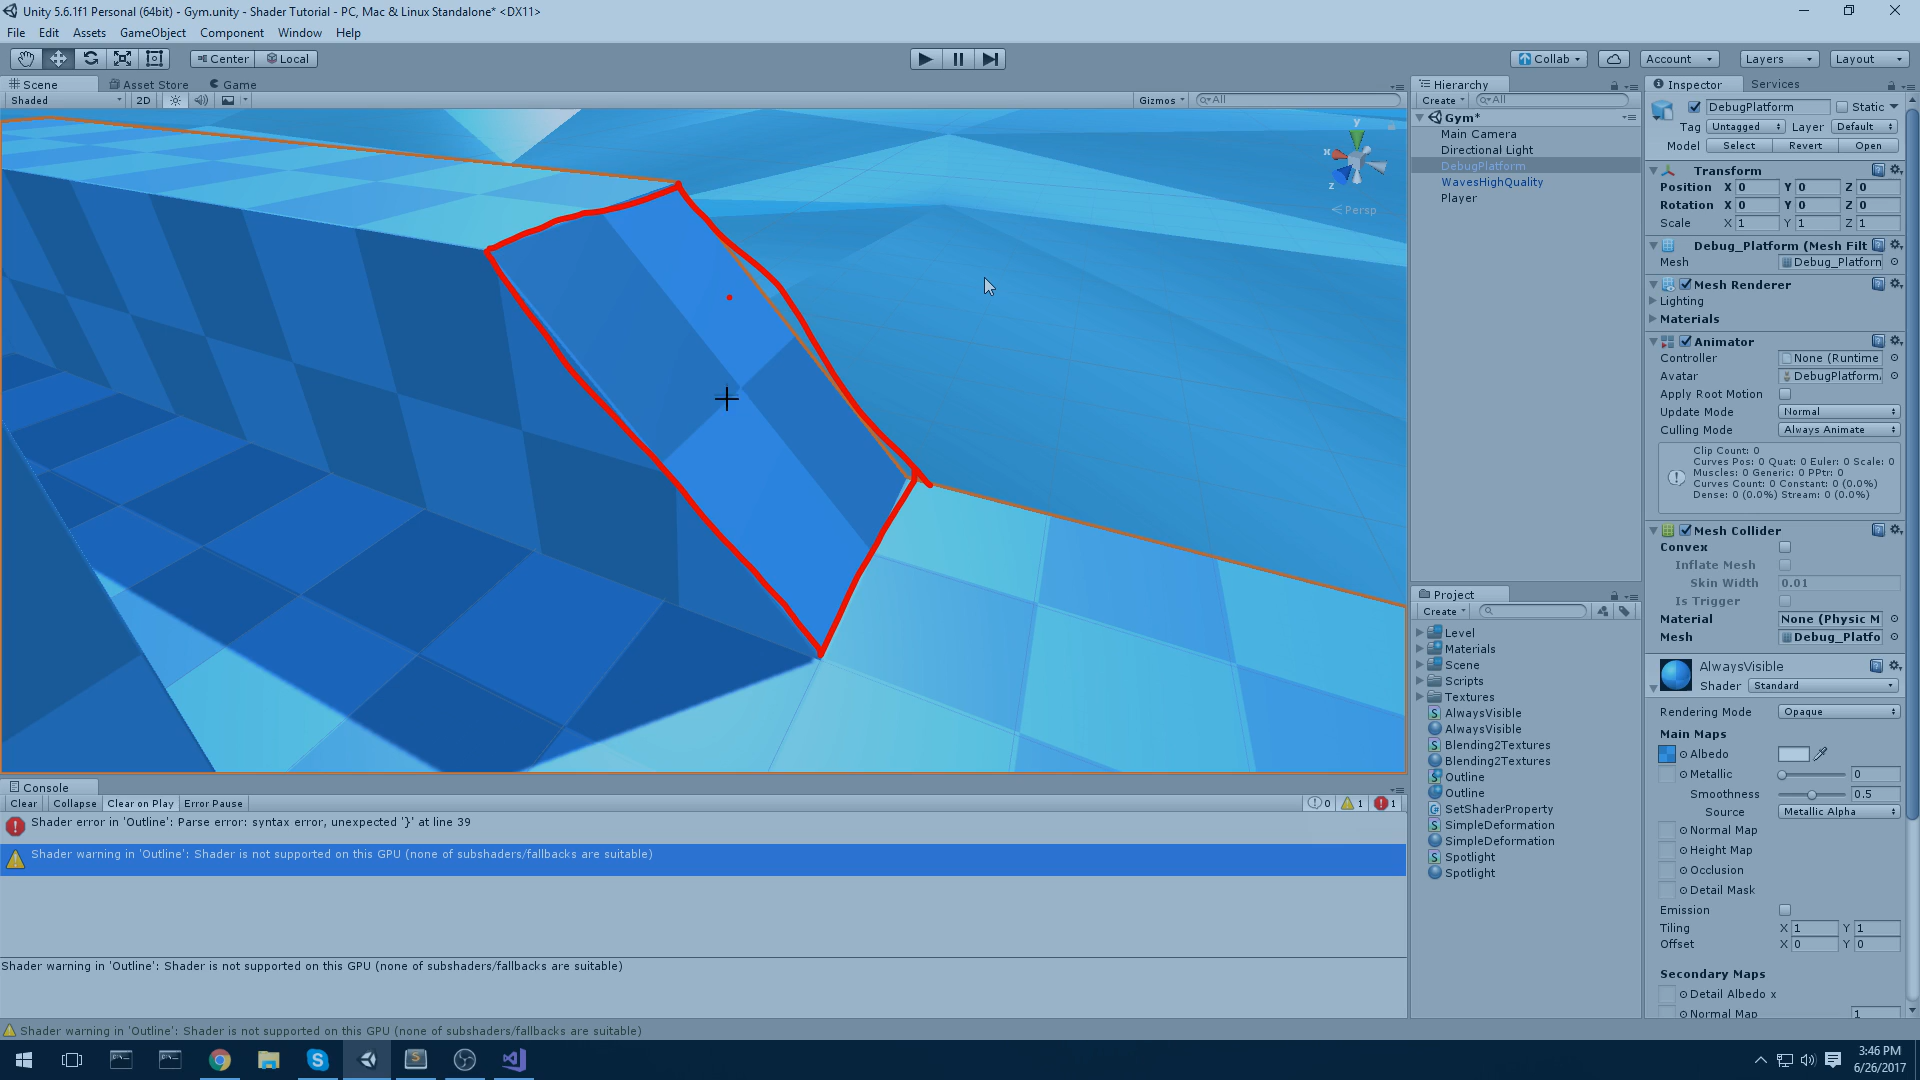 Unity 5.6.1f1 Personal (64bit) - Gym.unity - Shader Tutorial - PC, Mac & Linux Standalone* <DX11>
File Edit Assets GameObject Component Window Help
Center Local
Collab Account Layers Layout
Scene Asset Store Game
Shaded 2D Gizmos All
y
x
z
Persp
Hierarchy
Create All
Gym*
Main Camera
Directional Light
DebugPlatform
WavesHighQuality
Player
Project
Create
Level
Materials
Scene
Scripts
Textures
AlwaysVisible
AlwaysVisible
Blending2Textures
Blending2Textures
Outline
Outline
SetShaderProperty
SimpleDeformation
SimpleDeformation
Spotlight
Spotlight
Inspector Services
DebugPlatform Static
Tag Untagged Layer Default
Model Select Revert Open
Transform
Position X 0 Y 0 Z 0
Rotation X 0 Y 0 Z 0
Scale X 1 Y 1 Z 1
Debug_Platform (Mesh Filt
Mesh Debug_Platforn
Mesh Renderer
Lighting
Materials
Animator
Controller None (Runtime
Avatar DebugPlatform
Apply Root Motion
Update Mode Normal
Culling Mode Always Animate
Clip Count: 0
Curves Pos: 0 Quat: 0 Euler: 0 Scale: 0
Muscles: 0 Generic: 0 PPtr: 0
Curves Count: 0 Constant: 0 (0.0%)
Dense: 0 (0.0%) Stream: 0 (0.0%)
Mesh Collider
Convex
Inflate Mesh
Skin Width 0.01
Is Trigger
Material None (Physic M
Mesh Debug_Platfo
AlwaysVisible
Shader Standard
Rendering Mode Opaque
Main Maps
Albedo
Metallic 0
Smoothness 0.5
Source Metallic Alpha
Normal Map
Height Map
Occlusion
Detail Mask
Emission
Tiling X 1 Y 1
Offset X 0 Y 0
Secondary Maps
Detail Albedo x
Normal Map 1
Console
Clear Collapse Clear on Play Error Pause 0 1 1
Shader error in 'Outline': Parse error: syntax error, unexpected '}' at line 39
Shader warning in 'Outline': Shader is not supported on this GPU (none of subshaders/fallbacks are suitable)
Shader warning in 'Outline': Shader is not supported on this GPU (none of subshaders/fallbacks are suitable)
Shader warning in 'Outline': Shader is not supported on this GPU (none of subshaders/fallbacks are suitable)
3:46 PM
6/26/2017